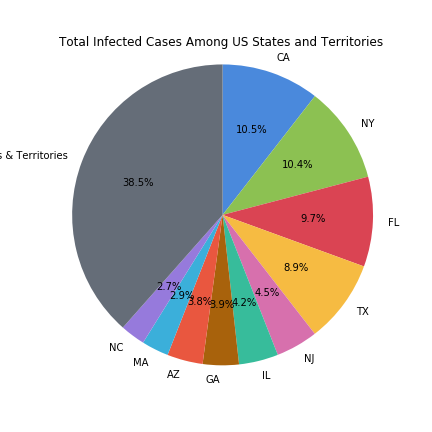 Total Infected Cases Among US States and Territories
CA
10.5%
NY
10.4%
FL
9.7%
TX
8.9%
NJ
4.5%
IL
4.2%
GA
3.9%
AZ
3.8%
MA
2.9%
NC
2.7%
s & Territories
38.5%